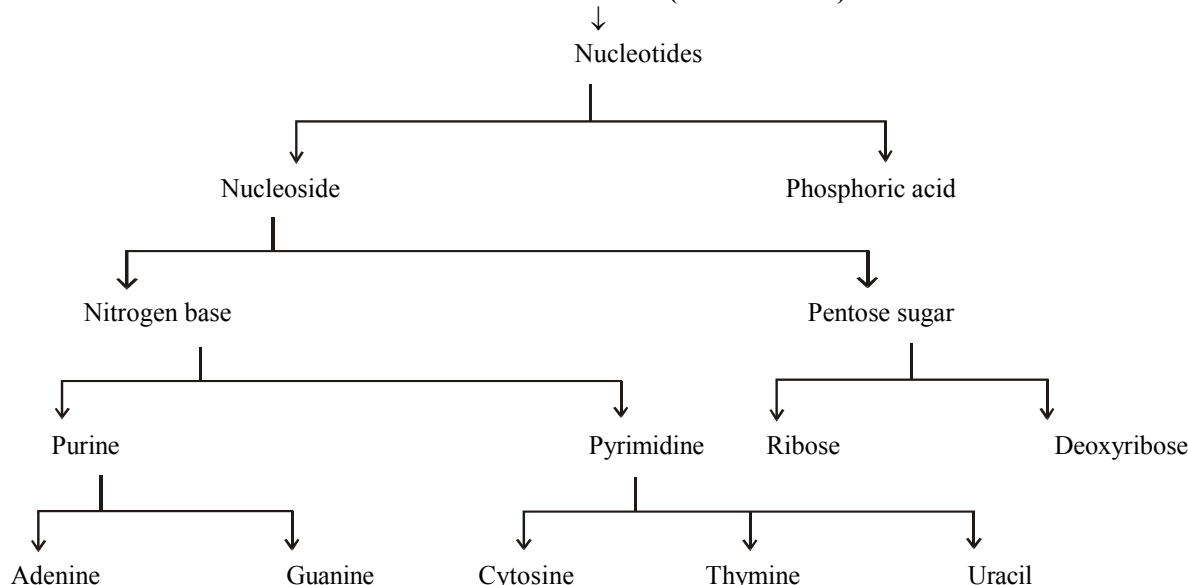 Nucleotides
Nucleoside Phosphoric acid
Nitrogen base Pentose sugar
Purine Pyrimidine Ribose Deoxyribose
Adenine Guanine Cytosine Thymine Uracil